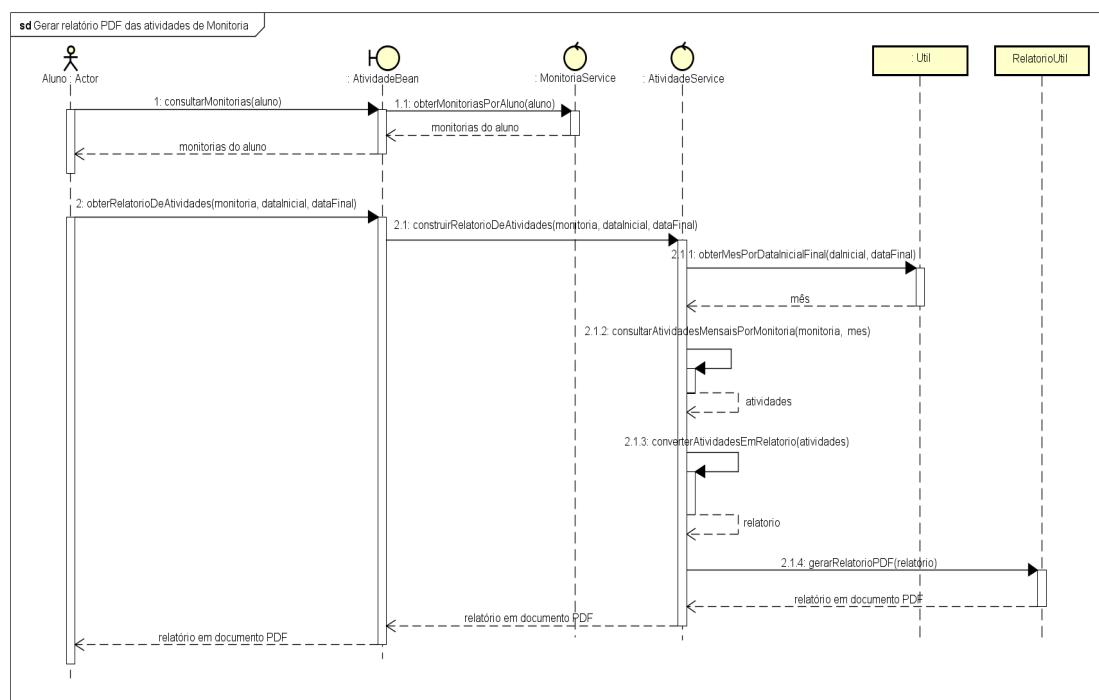 sd Gerar relatório PDF das atividades de Monitoria
Aluno : Actor
: AtividadeBean
: MonitoriaService
: AtividadeService
: Util
RelatorioUtil
1: consultarMonitorias(aluno)
1.1: obterMonitoriasPorAluno(aluno)
monitorias do aluno
monitorias do aluno
2: obterRelatorioDeAtividades(monitoria, dataInicial, dataFinal)
2.1: construirRelatorioDeAtividades(monitoria, dataInicial, dataFinal)
2.1.1: obterMesPorDataInicialFinal(daInicial, dataFinal)
mês
2.1.2: consultarAtividadesMensaisPorMonitoria(monitoria, mes)
atividades
2.1.3: converterAtividadesEmRelatorio(atividades)
relatorio
2.1.4: gerarRelatorioPDF(relatório)
relatório em documento PDF
relatório em documento PDF
relatório em documento PDF